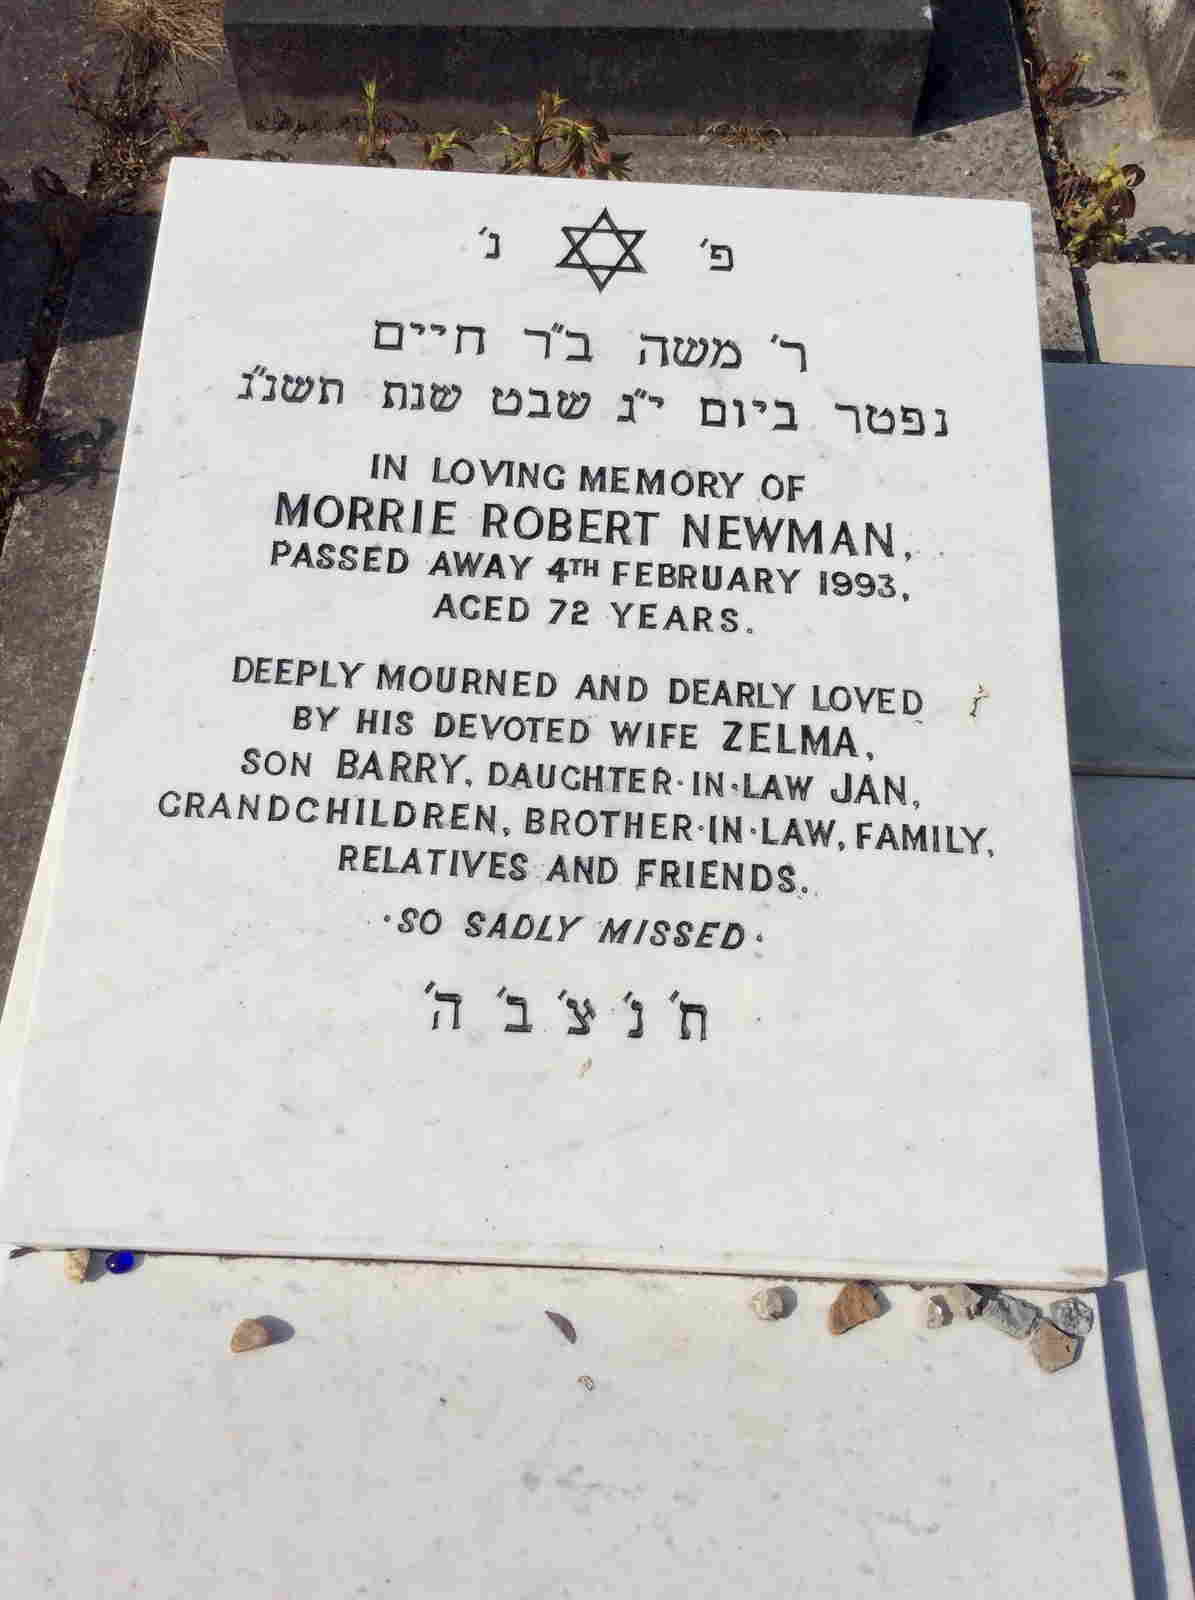 פ׳ נ׳
ר׳ משה ב״ר חיים
נפטר ביום י״ג שבט שנת תשנ״ג
IN LOVING MEMORY OF
MORRIE ROBERT NEWMAN,
PASSED AWAY 4TH FEBRUARY 1993,
AGED 72 YEARS.
DEEPLY MOURNED AND DEARLY LOVED
BY HIS DEVOTED WIFE ZELMA,
SON BARRY, DAUGHTER·IN·LAW JAN,
GRANDCHILDREN, BROTHER·IN·LAW, FAMILY,
RELATIVES AND FRIENDS.
·SO SADLY MISSED·
ת׳ נ׳ צ׳ ב׳ ה׳